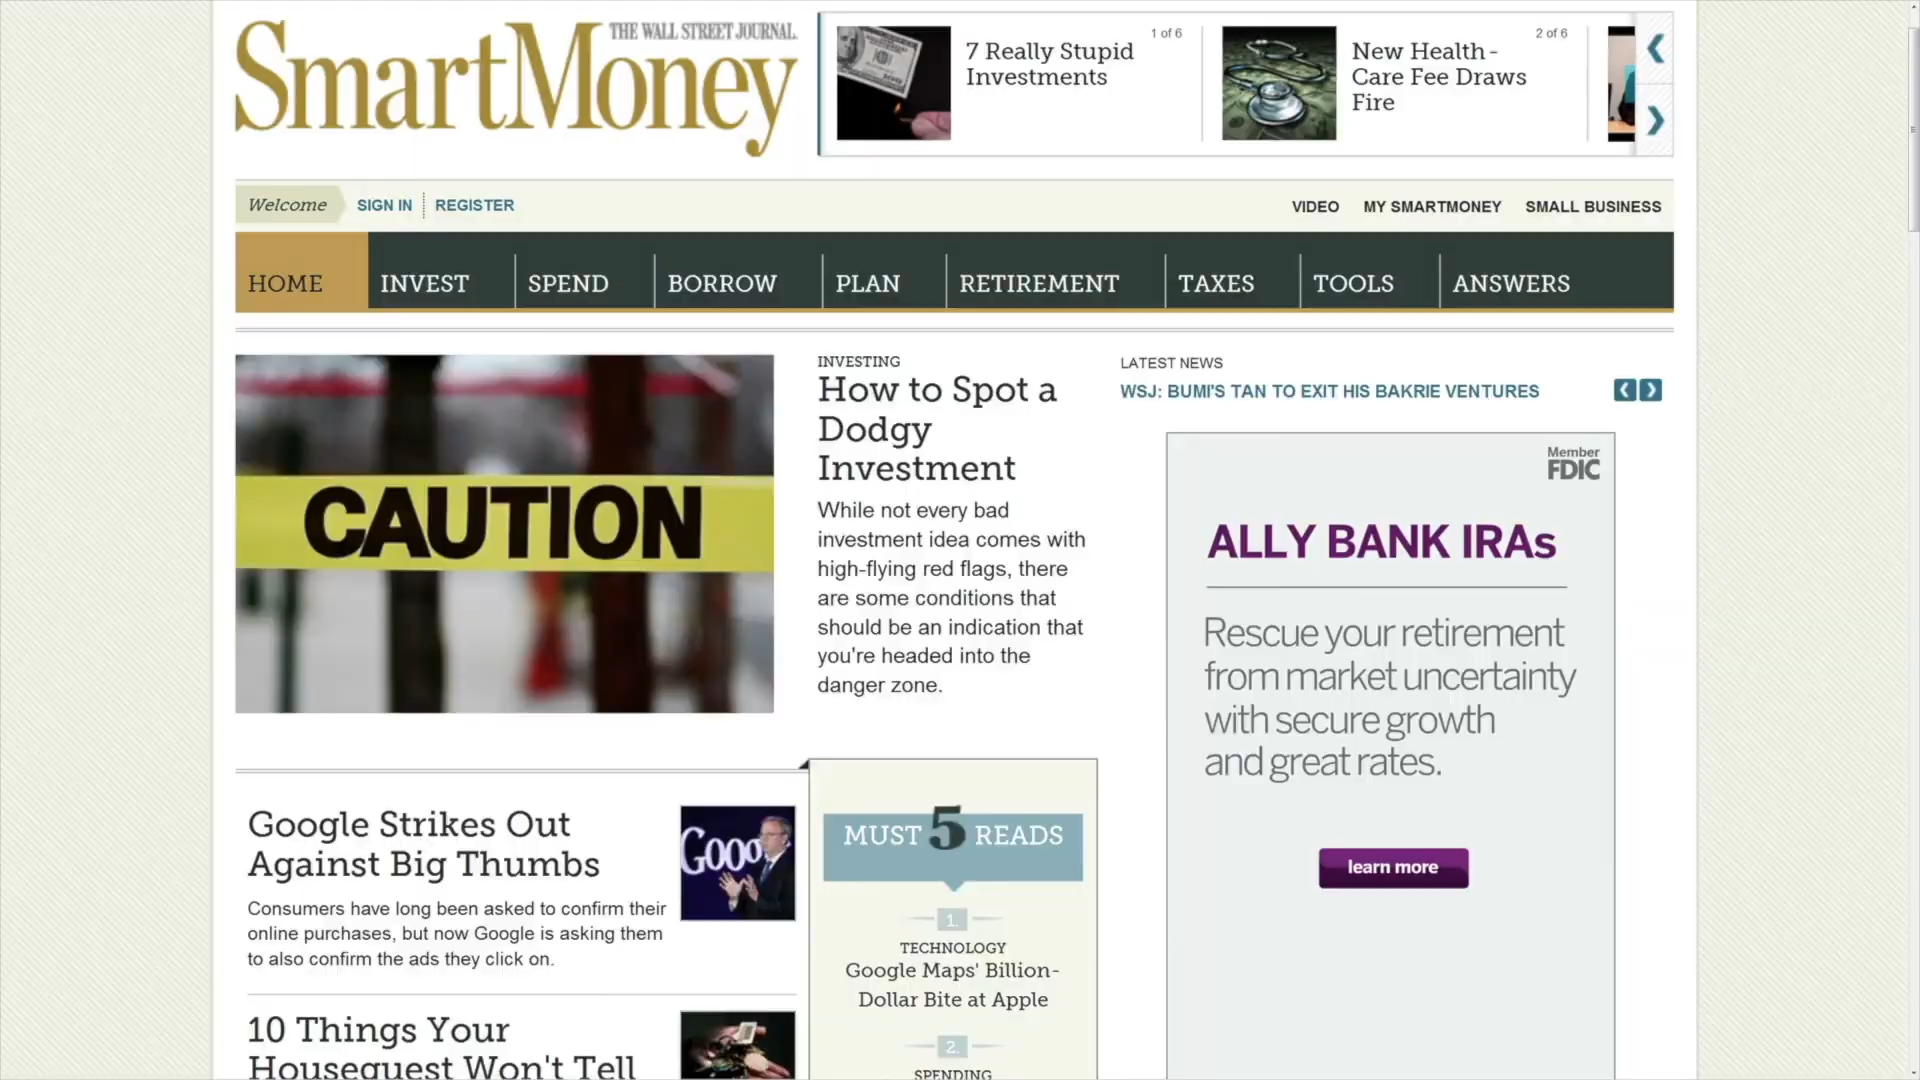 THE WALL STREET JOURNAL.
SmartMoney
1 of 6
7 Really Stupid
Investments
2 of 6
New Health-
Care Fee Draws
Fire
Welcome
SIGN IN
REGISTER
VIDEO
MY SMARTMONEY
SMALL BUSINESS
HOME
INVEST
SPEND
BORROW
PLAN
RETIREMENT
TAXES
TOOLS
ANSWERS
CAUTION
INVESTING
How to Spot a
Dodgy
Investment
While not every bad
investment idea comes with
high-flying red flags, there
are some conditions that
should be an indication that
you're headed into the
danger zone.
LATEST NEWS
WSJ: BUMI'S TAN TO EXIT HIS BAKRIE VENTURES
Member
FDIC
ALLY BANK IRAs
Rescue your retirement
from market uncertainty
with secure growth
and great rates.
learn more
Google Strikes Out
Against Big Thumbs
Consumers have long been asked to confirm their
online purchases, but now Google is asking them
to also confirm the ads they click on.
Goo
10 Things Your
Houseguest Won't Tell
MUST 5 READS
1.
TECHNOLOGY
Google Maps' Billion-
Dollar Bite at Apple
2.
SPENDING